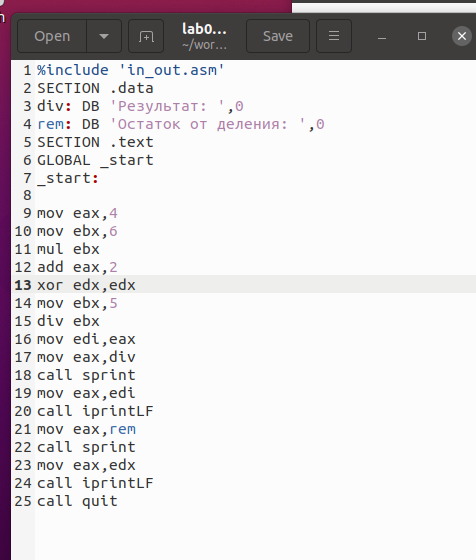 Open
lab0...
~/wor...
Save
1 %include 'in_out.asm'
2 SECTION .data
3 div: DB 'Результат: ',0
4 rem: DB 'Остаток от деления: ',0
5 SECTION .text
6 GLOBAL _start
7 _start:
8
9 mov eax,4
10 mov ebx,6
11 mul ebx
12 add eax,2
13 xor edx,edx
14 mov ebx,5
15 div ebx
16 mov edi,eax
17 mov eax,div
18 call sprint
19 mov eax,edi
20 call iprintLF
21 mov eax,rem
22 call sprint
23 mov eax,edx
24 call iprintLF
25 call quit